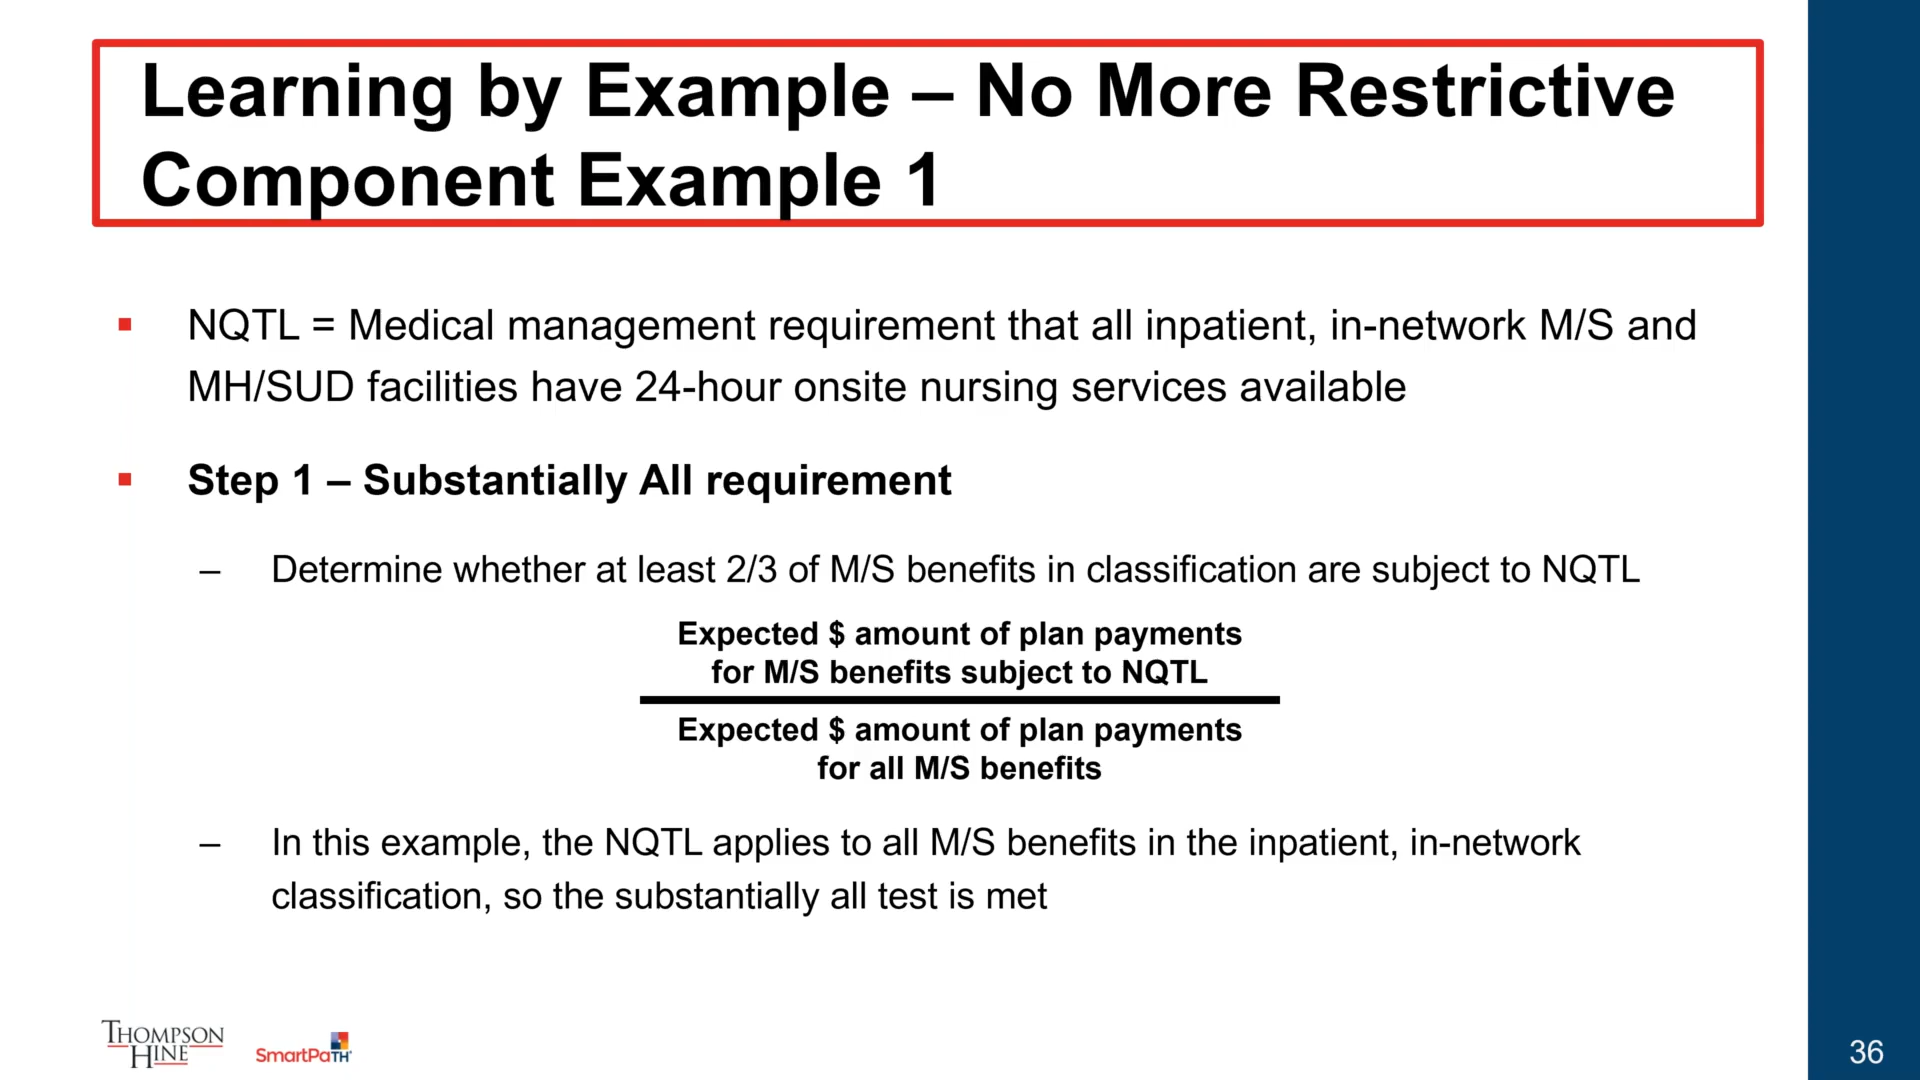 Learning by Example – No More Restrictive
Component Example 1
▪ NQTL = Medical management requirement that all inpatient, in-network M/S and
MH/SUD facilities have 24-hour onsite nursing services available
▪ Step 1 – Substantially All requirement
– Determine whether at least 2/3 of M/S benefits in classification are subject to NQTL
Expected $ amount of plan payments
for M/S benefits subject to NQTL
Expected $ amount of plan payments
for all M/S benefits
– In this example, the NQTL applies to all M/S benefits in the inpatient, in-network
classification, so the substantially all test is met
THOMPSON
HINE
SmartPaTH
36